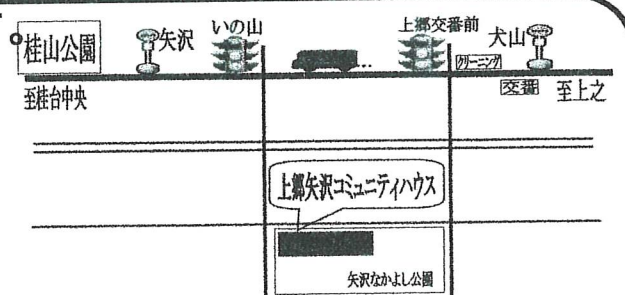 桂山公園
矢沢
いの山
上郷交番前
犬山
クリーニング
交番
至桂台中央
至上之
上郷矢沢コミュニティハウス
矢沢なかよし公園